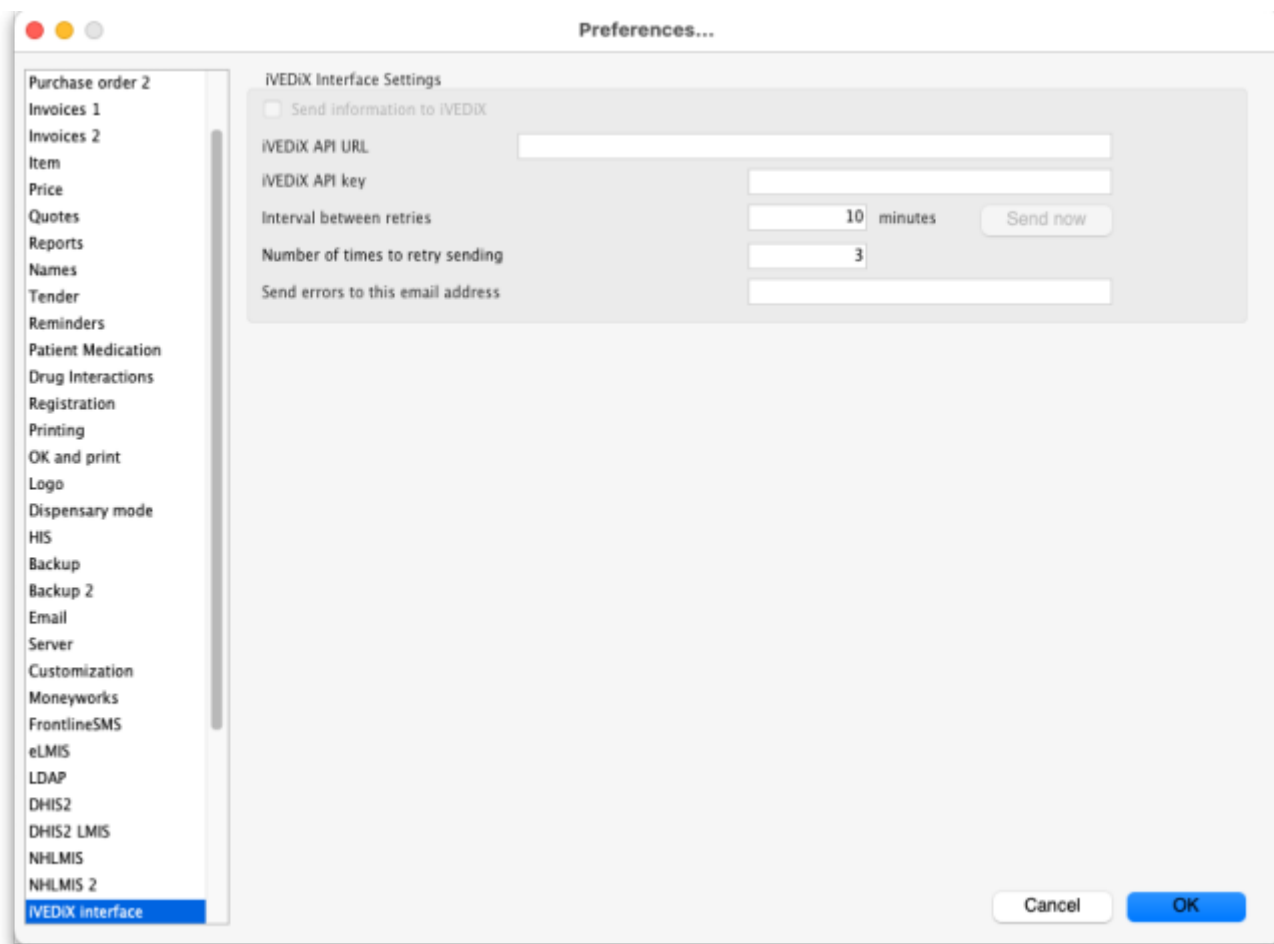 Preferences...
Purchase order 2
Invoices 1
Invoices 2
Item
Price
Quotes
Reports
Names
Tender
Reminders
Patient Medication
Drug Interactions
Registration
Printing
OK and print
Logo
Dispensary mode
HIS
Backup
Backup 2
Email
Server
Customization
Moneyworks
FrontlineSMS
eLMIS
LDAP
DHIS2
DHIS2 LMIS
NHLMIS
NHLMIS 2
iVEDiX interface
iVEDiX Interface Settings
Send information to iVEDiX
iVEDiX API URL
iVEDiX API key
Interval between retries 10 minutes Send now
Number of times to retry sending 3
Send errors to this email address
Cancel OK